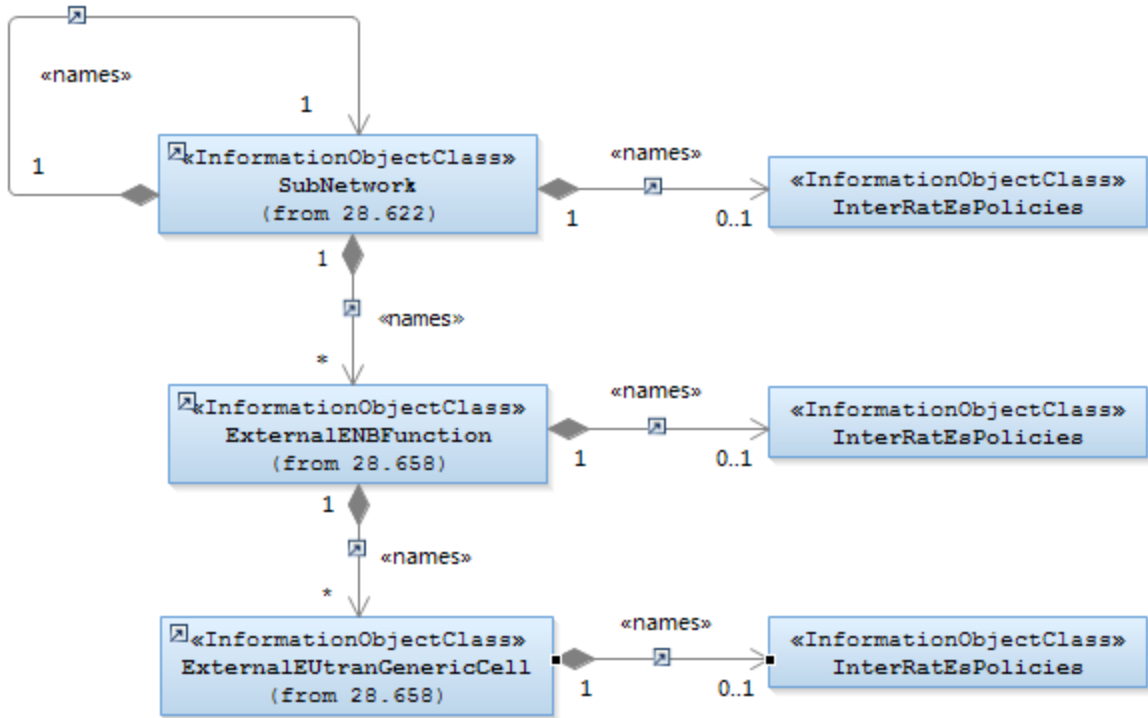 «names»
1
1
«InformationObjectClass»
SubNetwork
(from 28.622)
«names»
1
0..1
«InformationObjectClass»
InterRatEsPolicies
1
«names»
*
«InformationObjectClass»
ExternalENBFunction
(from 28.658)
«names»
1
0..1
«InformationObjectClass»
InterRatEsPolicies
1
«names»
*
«InformationObjectClass»
ExternalEUtranGenericCell
(from 28.658)
«names»
1
0..1
«InformationObjectClass»
InterRatEsPolicies